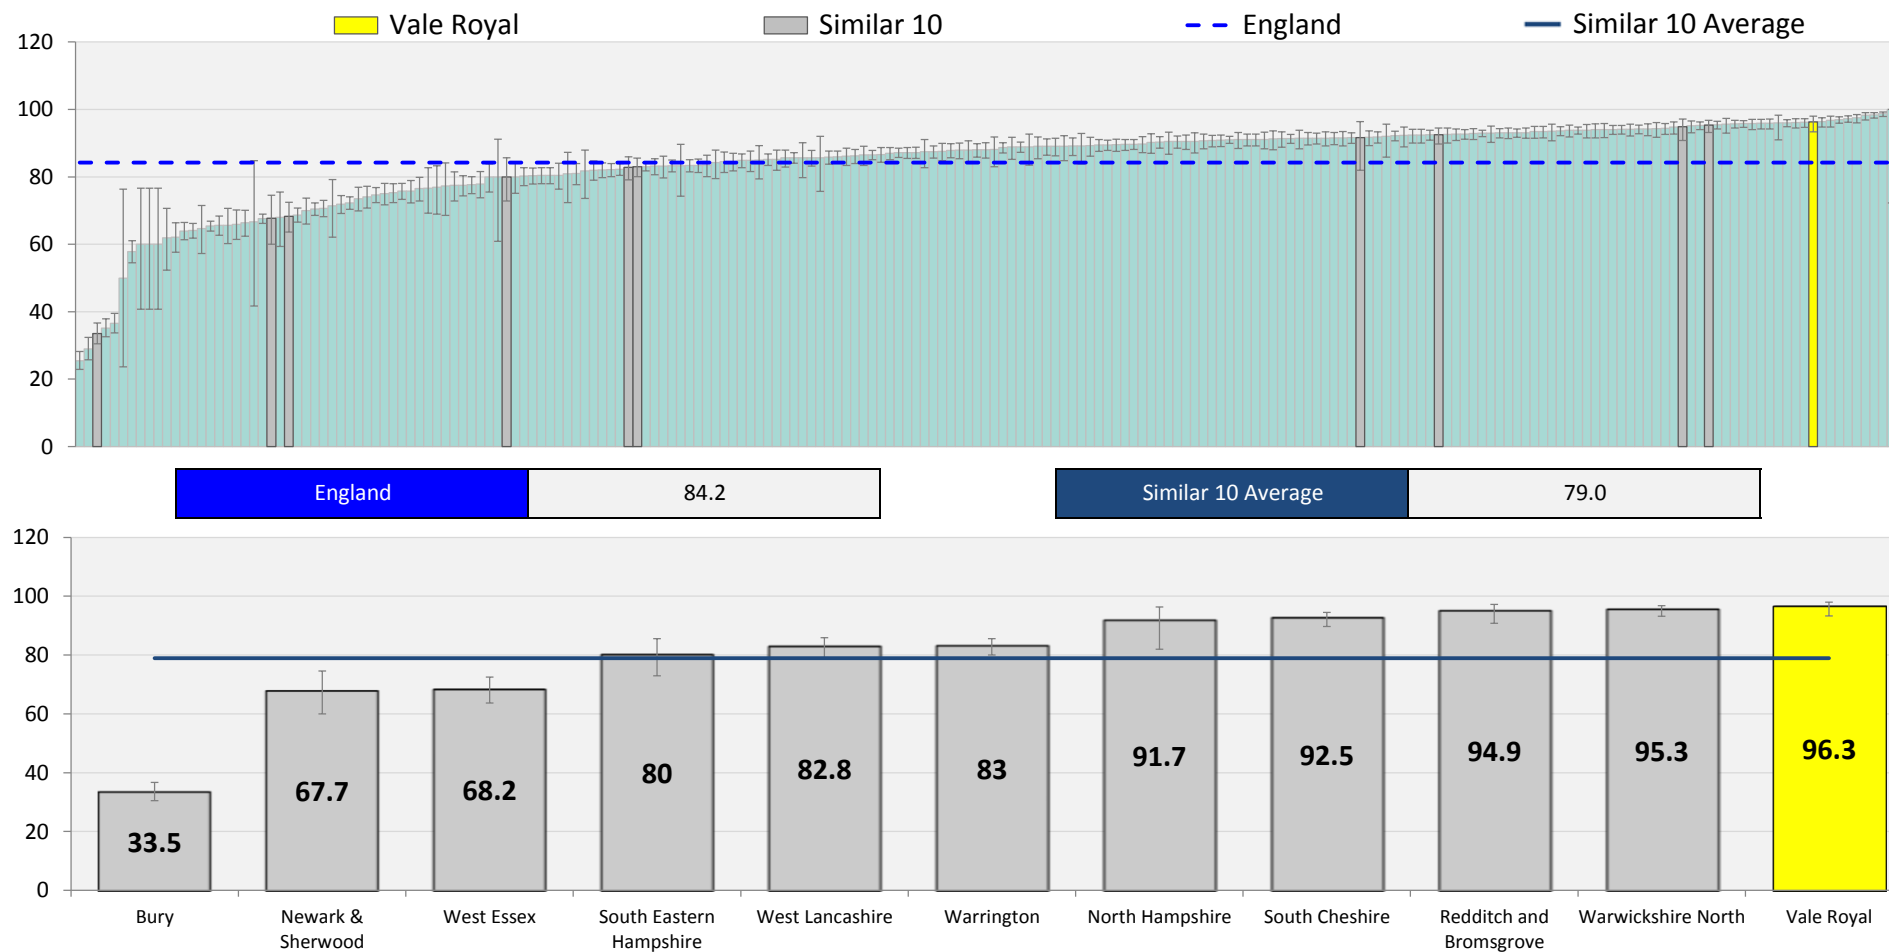 Vale Royal Similar 10 England Similar 10 Average
120
100
80
60
40
20
0
England 84.2 Similar 10 Average 79.0
120
100
80
60
40
20
0
33.5 67.7 68.2 80 82.8 83 91.7 92.5 94.9 95.3 96.3
Bury Newark & West Essex South Eastern West Lancashire Warrington North Hampshire South Cheshire Redditch and Warwickshire North Vale Royal
Sherwood Hampshire Bromsgrove